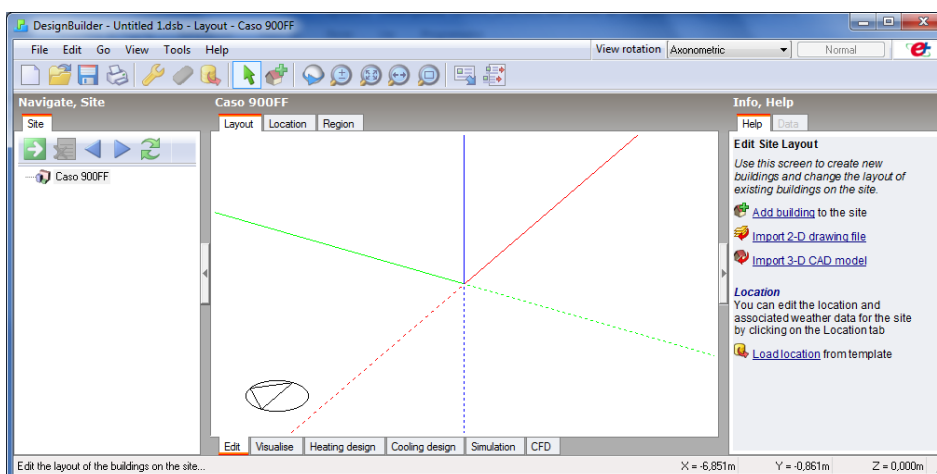 DesignBuilder - Untitled 1.dsb - Layout - Caso 900FF
File Edit Go View Tools Help
View rotation Axonometric Normal
Navigate, Site
Site
Caso 900FF
Caso 900FF
Layout Location Region
Edit Visualise Heating design Cooling design Simulation CFD
Info, Help
Help Data
Edit Site Layout
Use this screen to create new
buildings and change the layout of
existing buildings on the site.
Add building to the site
Import 2-D drawing file
Import 3-D CAD model
Location
You can edit the location and
associated weather data for the site
by clicking on the Location tab
Load location from template
Edit the layout of the buildings on the site...
X = -6,851m Y = -0,861m Z = 0,000m